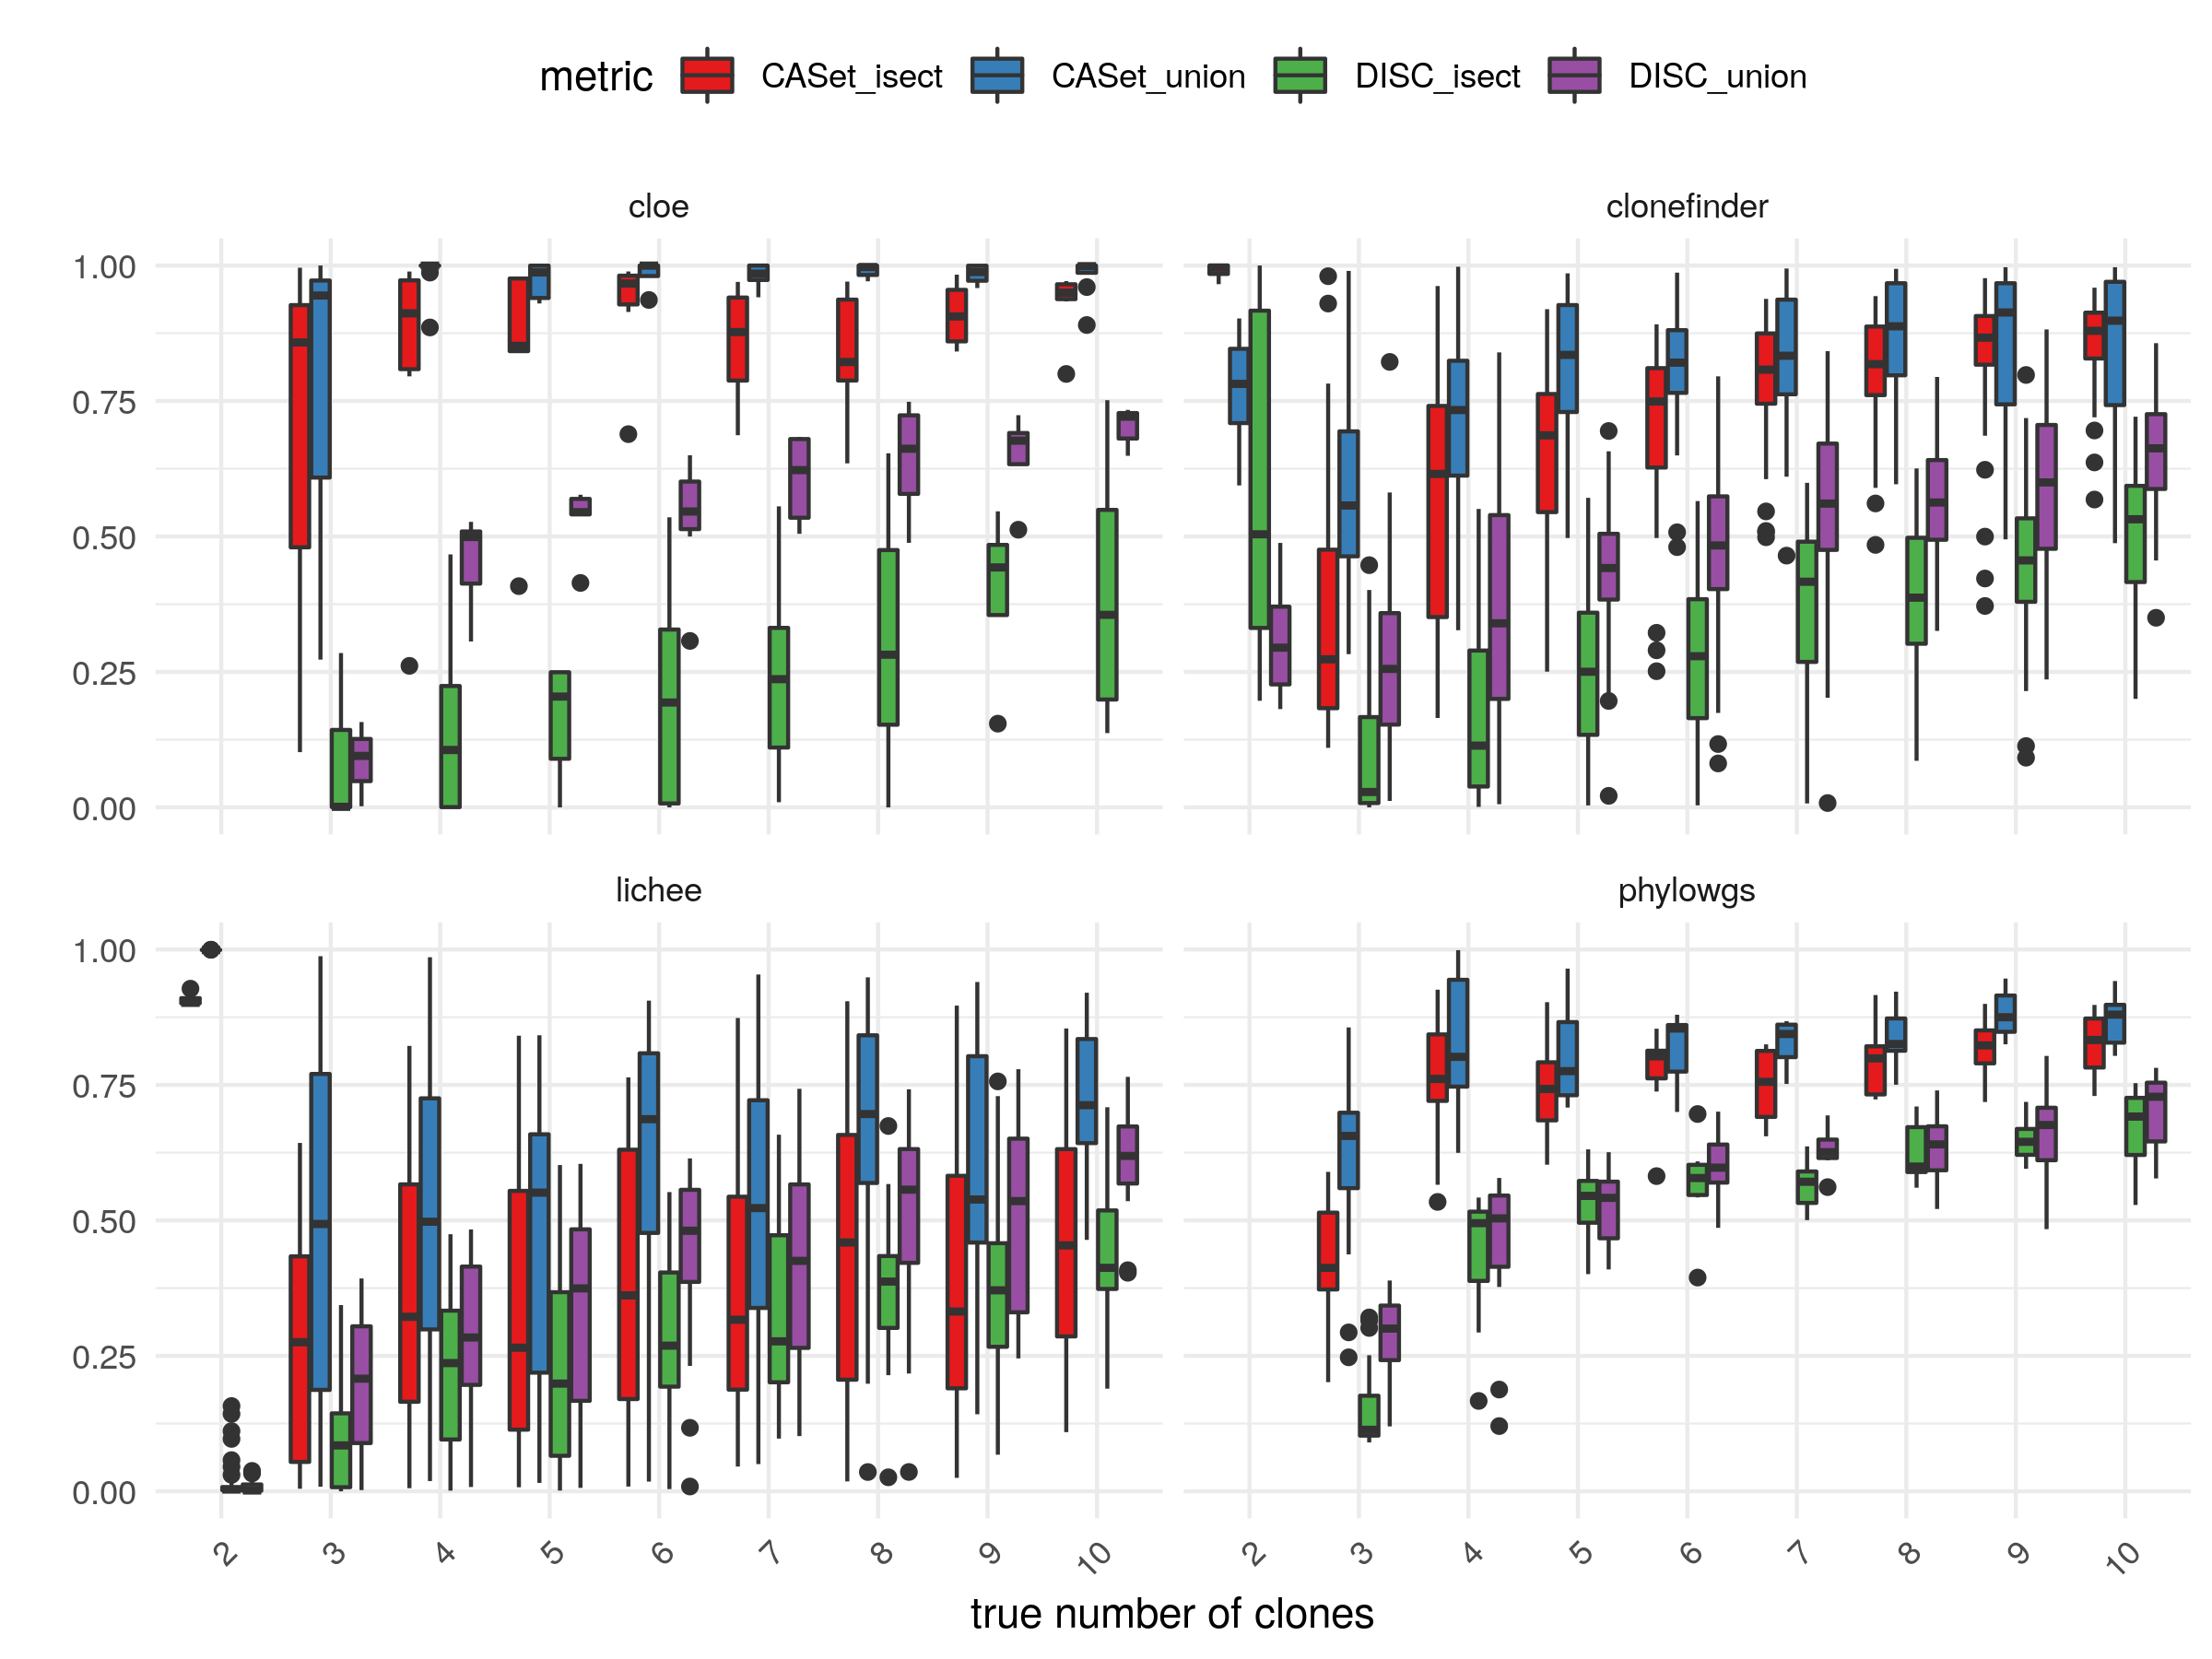 metric CASet_isect CASet_union DISC_isect DISC_union
cloe clonefinder
1.00
0.75
0.50
0.25
0.00
lichee phylowgs
1.00
0.75
0.50
0.25
0.00
2 3 4 5 6 7 8 9 10 2 3 4 5 6 7 8 9 10
true number of clones